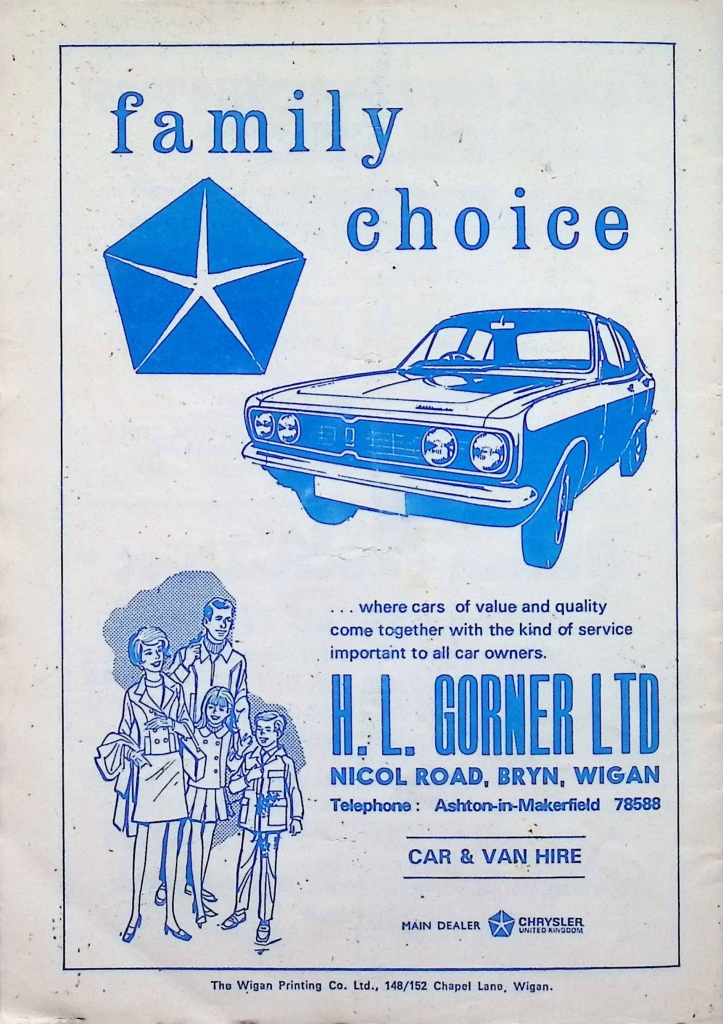 family
choice
. . . where cars of value and quality
come together with the kind of service
important to all car owners.
H. L. GORNER LTD
NICOL ROAD, BRYN, WIGAN
Telephone : Ashton-in-Makerfield 78588
CAR & VAN HIRE
MAIN DEALER CHRYSLER
UNITED KINGDOM
The Wigan Printing Co. Ltd., 148/152 Chapel Lane, Wigan.